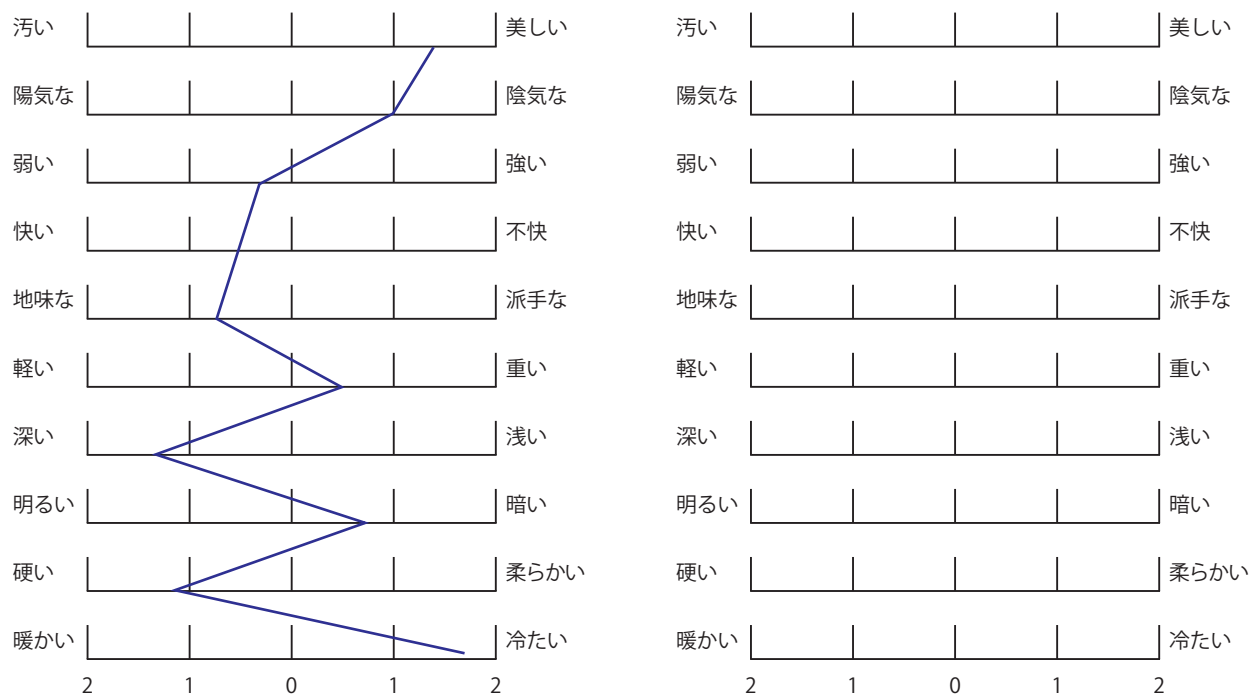 汚い 美しい 汚い 美しい
陽気な 陰気な 陽気な 陰気な
弱い 強い 弱い 強い
快い 不快 快い 不快
地味な 派手な 地味な 派手な
軽い 重い 軽い 重い
深い 浅い 深い 浅い
明るい 暗い 明るい 暗い
硬い 柔らかい 硬い 柔らかい
暖かい 冷たい 暖かい 冷たい
2 1 0 1 2 2 1 0 1 2